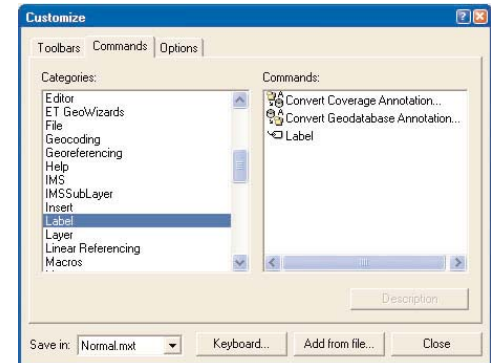 Customize
Toolbars Commands Options
Categories:
Editor
ET GeoWizards
File
Geocoding
Georeferencing
Help
IMS
IMSSubLayer
Insert
Label
Layer
Linear Referencing
Macros
Commands:
Convert Coverage Annotation...
Convert Geodatabase Annotation...
Label
Description
Save in: Normal.mxt Keyboard... Add from file... Close